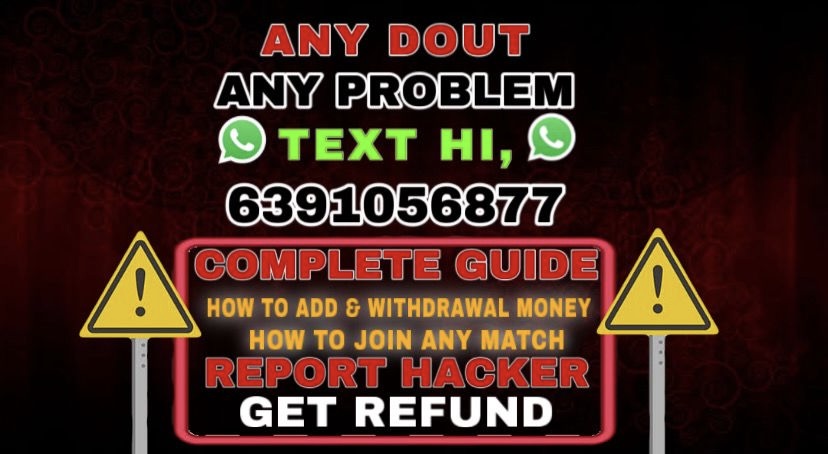 ANY DOUT
ANY PROBLEM
TEXT HI,
6391056877
COMPLETE GUIDE
HOW TO ADD & WITHDRAWAL MONEY
HOW TO JOIN ANY MATCH
REPORT HACKER
GET REFUND